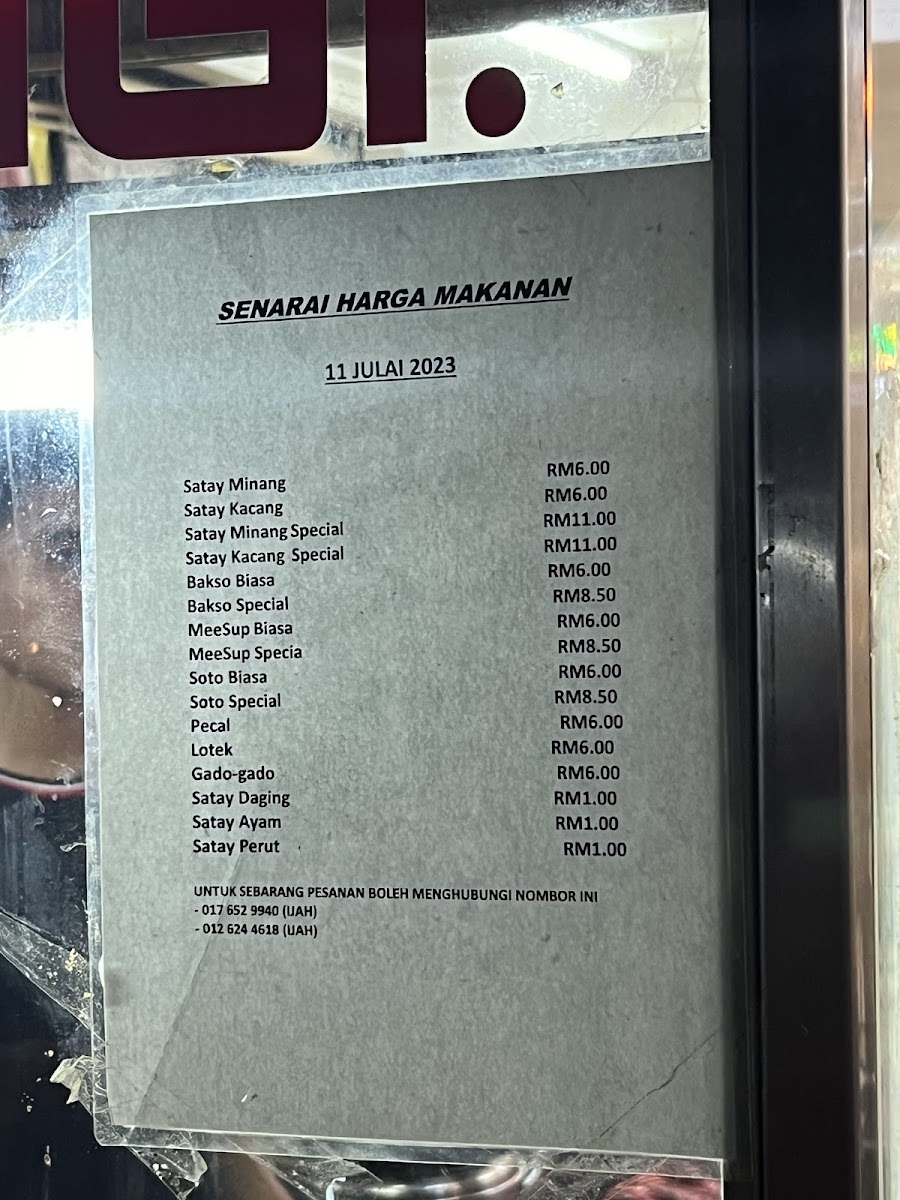 GI.
SENARAI HARGA MAKANAN
11 JULAI 2023
Satay Minang RM6.00
Satay Kacang RM6.00
Satay Minang Special RM11.00
Satay Kacang Special RM11.00
Bakso Biasa RM6.00
Bakso Special RM8.50
MeeSup Biasa RM6.00
MeeSup Specia RM8.50
Soto Biasa RM6.00
Soto Special RM8.50
Pecal RM6.00
Lotek RM6.00
Gado-gado RM6.00
Satay Daging RM1.00
Satay Ayam RM1.00
Satay Perut RM1.00
UNTUK SEBARANG PESANAN BOLEH MENGHUBUNGI NOMBOR INI
- 017 652 9940 (IJAH)
- 012 624 4618 (IJAH)